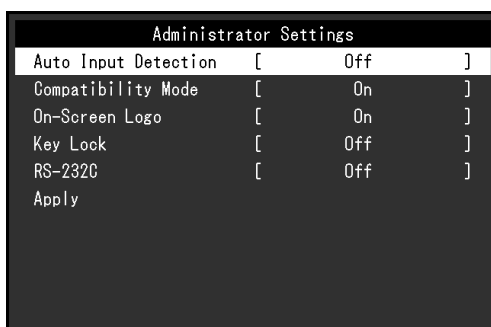 Administrator Settings
Auto Input Detection [ Off ]
Compatibility Mode [ On ]
On-Screen Logo [ On ]
Key Lock [ Off ]
RS-232C [ Off ]
Apply